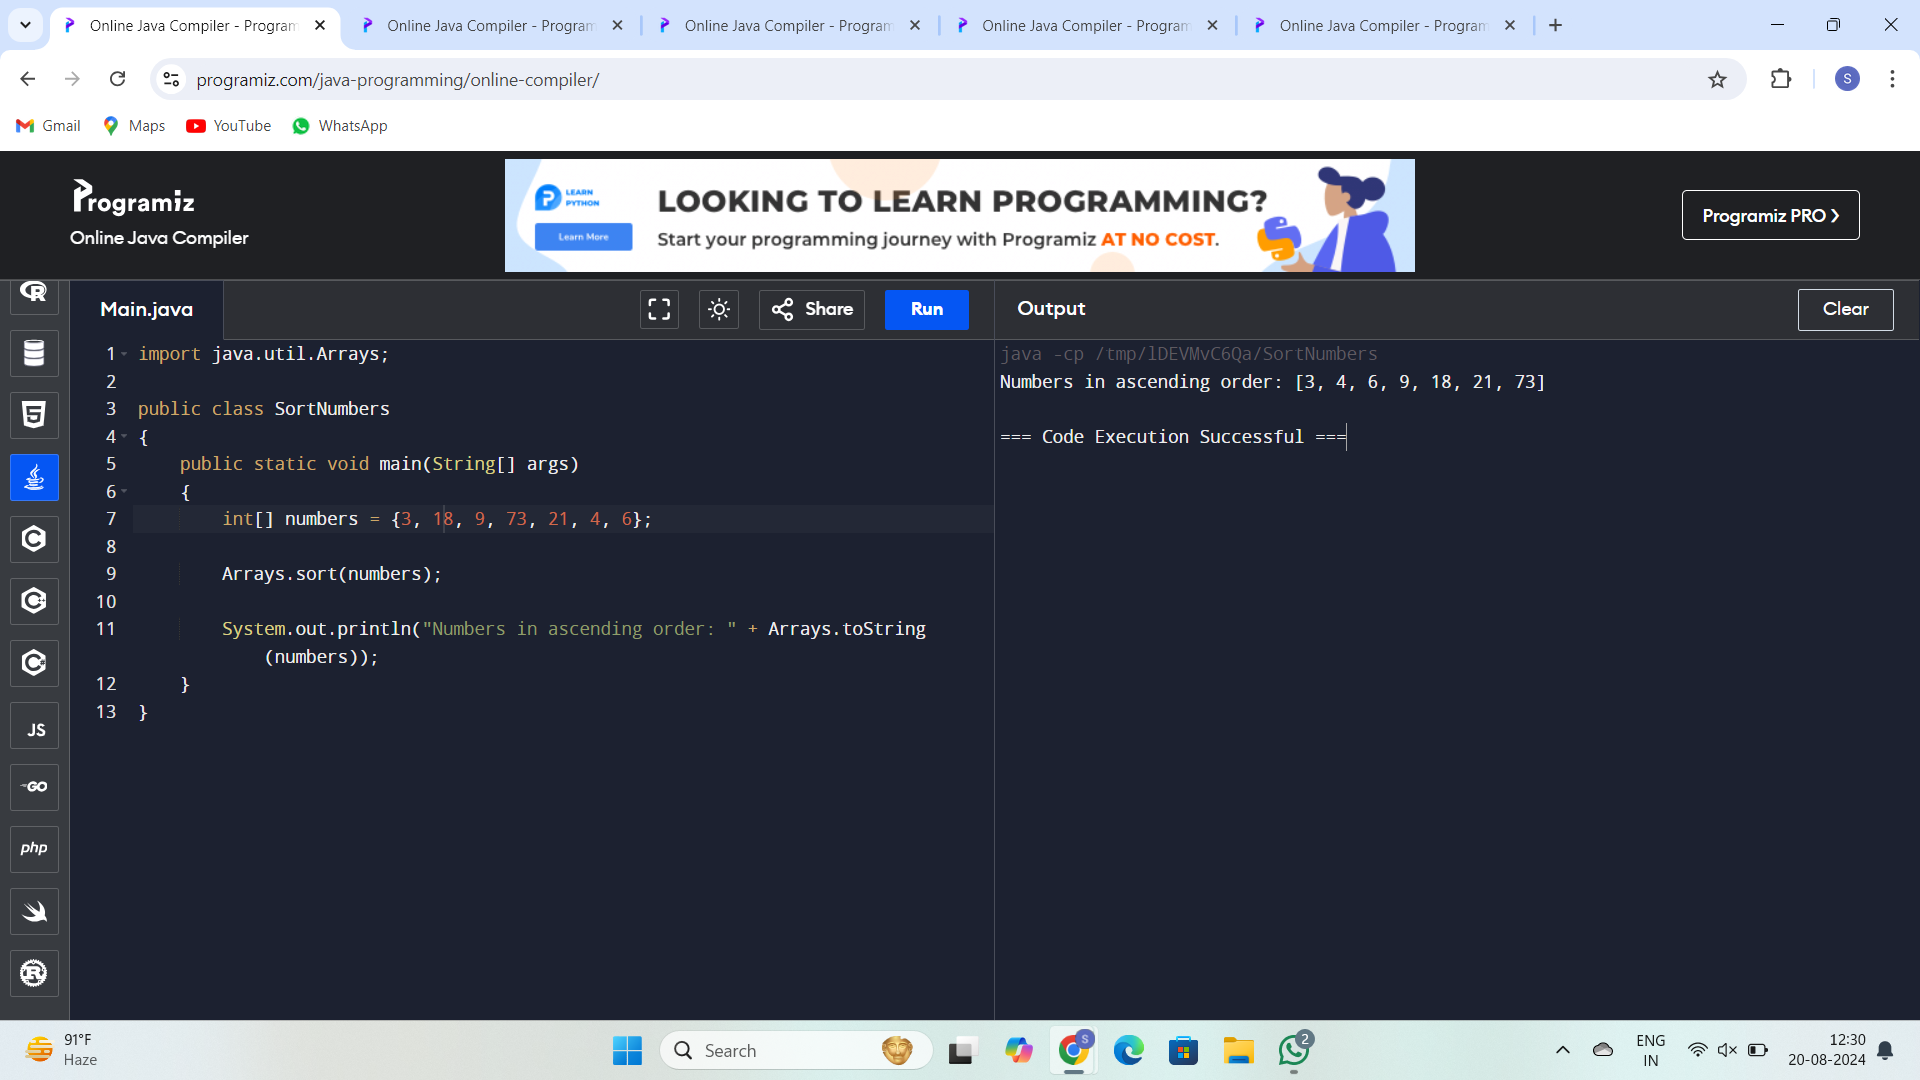 Online Java Compiler - Program
Online Java Compiler - Program
Online Java Compiler - Program
Online Java Compiler - Program
Online Java Compiler - Program
programiz.com/java-programming/online-compiler/
S
Gmail
Maps
YouTube
WhatsApp
Programiz
Online Java Compiler
LEARN
PYTHON
Learn More
LOOKING TO LEARN PROGRAMMING?
Start your programming journey with Programiz AT NO COST.
Programiz PRO
Main.java
Share
Run
Output
Clear
1 import java.util.Arrays;
2
3 public class SortNumbers
4 {
5 public static void main(String[] args)
6 {
7 int[] numbers = {3, 18, 9, 73, 21, 4, 6};
8
9 Arrays.sort(numbers);
10
11 System.out.println("Numbers in ascending order: " + Arrays.toString
(numbers));
12 }
13 }
java -cp /tmp/lDEVMvC6Qa/SortNumbers
Numbers in ascending order: [3, 4, 6, 9, 18, 21, 73]
=== Code Execution Successful ===
R
5
C
C
C
JS
GO
php
R
91°F
Haze
Search
S
2
ENG
IN
12:30
20-08-2024